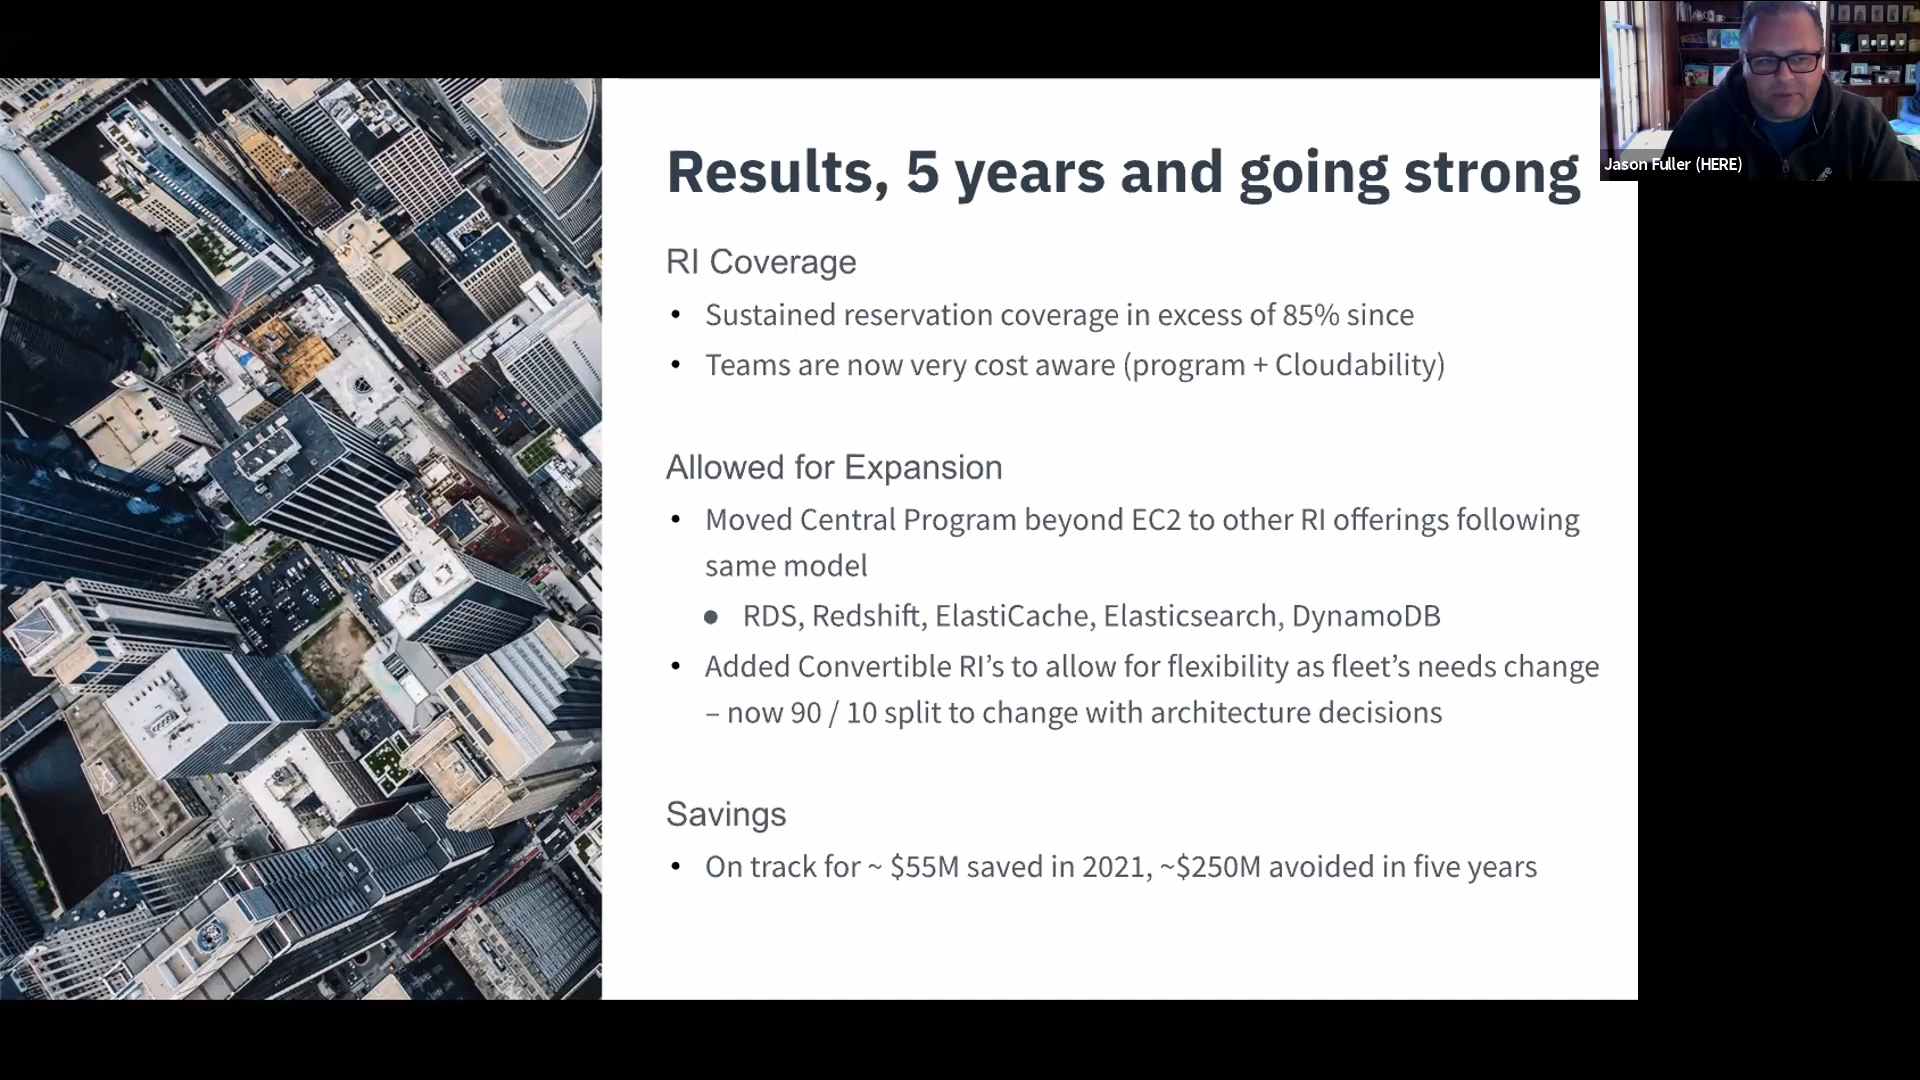 Results, 5 years and going strong
Jason Fuller (HERE)
RI Coverage
• Sustained reservation coverage in excess of 85% since
• Teams are now very cost aware (program + Cloudability)
Allowed for Expansion
• Moved Central Program beyond EC2 to other RI offerings following
same model
● RDS, Redshift, ElastiCache, Elasticsearch, DynamoDB
• Added Convertible RI’s to allow for flexibility as fleet’s needs change
– now 90 / 10 split to change with architecture decisions
Savings
• On track for ~ $55M saved in 2021, ~$250M avoided in five years